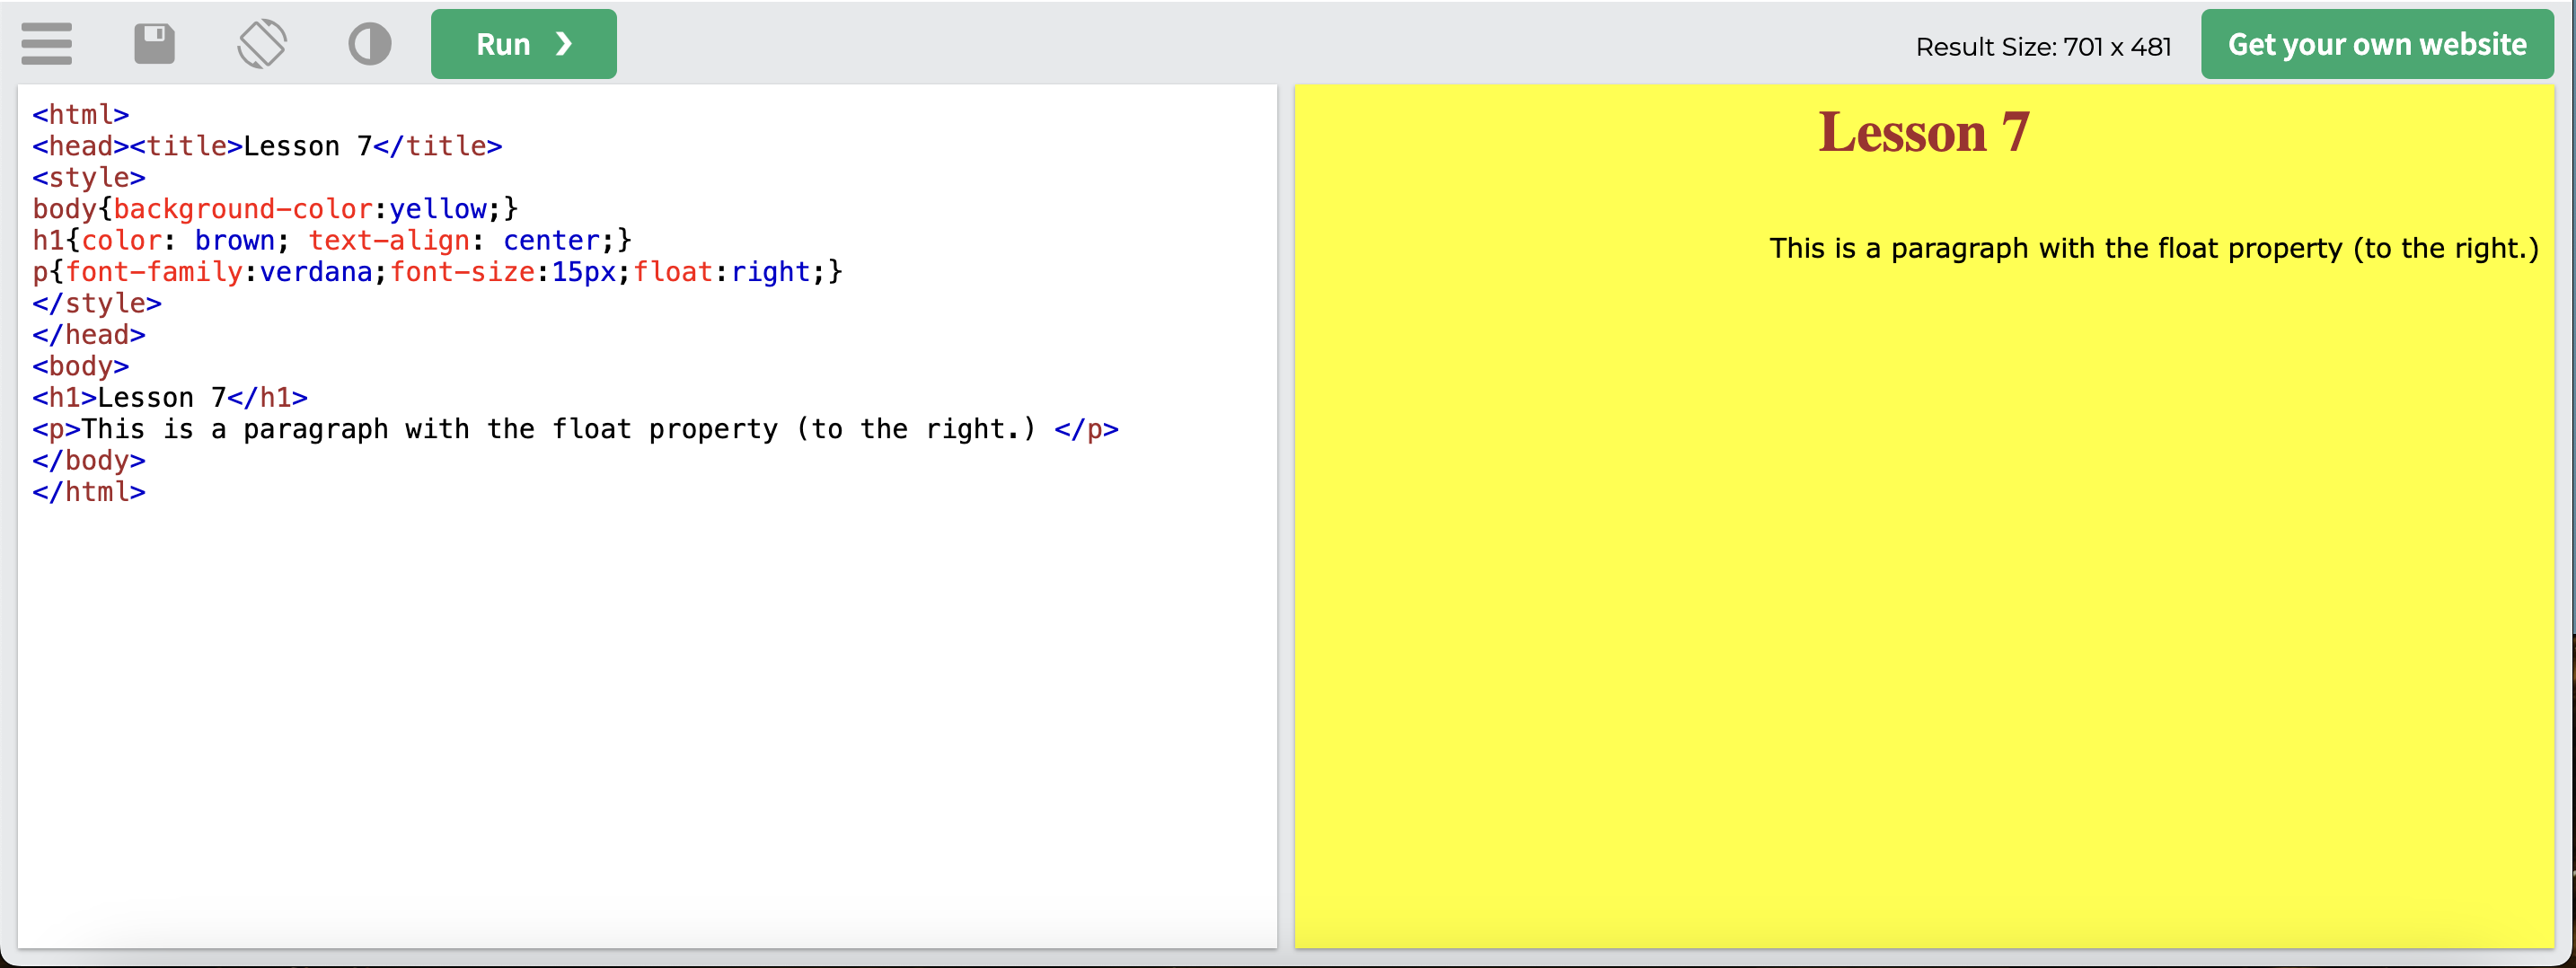 Run ❯
Result Size: 701 x 481
Get your own website
<html>
<head><title>Lesson 7</title>
<style>
body{background-color:yellow;}
h1{color: brown; text-align: center;}
p{font-family:verdana;font-size:15px;float:right;}
</style>
</head>
<body>
<h1>Lesson 7</h1>
<p>This is a paragraph with the float property (to the right.) </p>
</body>
</html>
Lesson 7
This is a paragraph with the float property (to the right.)